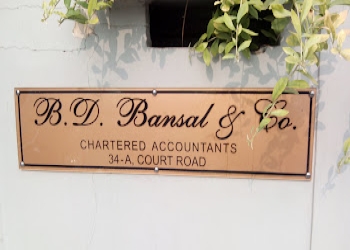 B.D. Bansal & Co.
CHARTERED ACCOUNTANTS
34-A, COURT ROAD